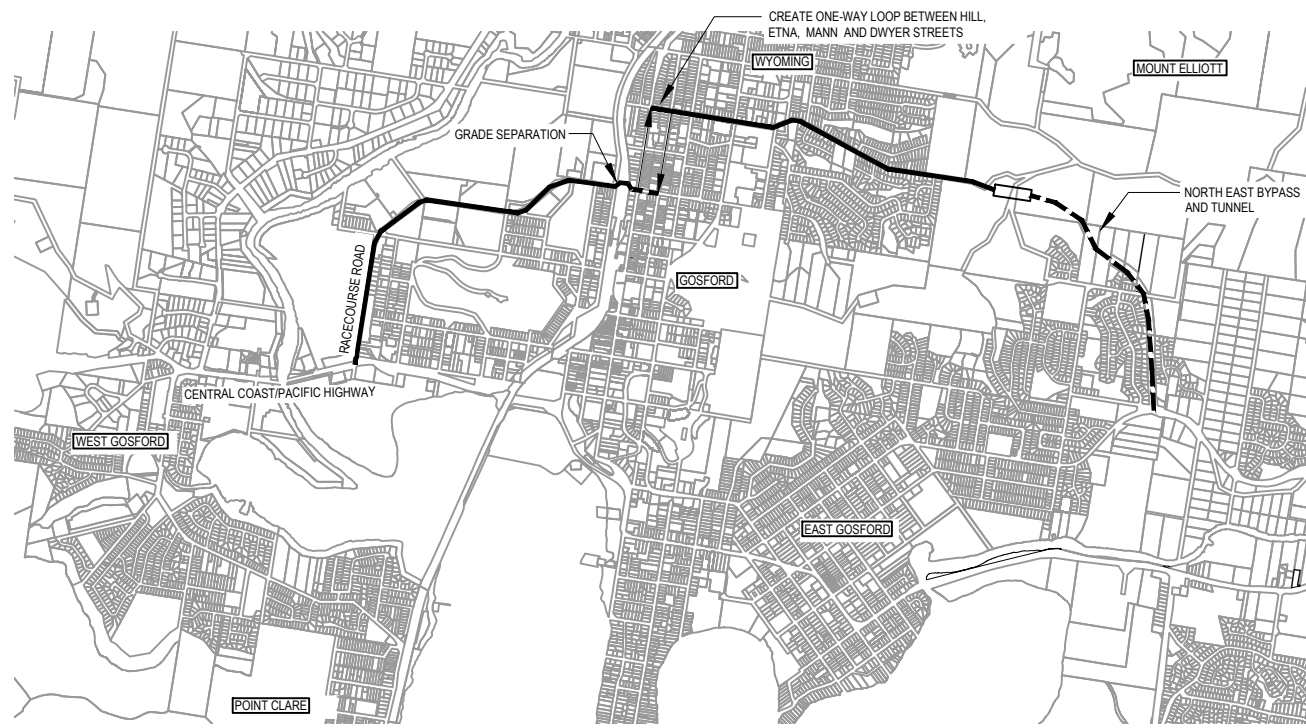 CREATE ONE-WAY LOOP BETWEEN HILL,
ETNA, MANN AND DWYER STREETS
WYOMING
MOUNT ELLIOTT
GRADE SEPARATION
NORTH EAST BYPASS
AND TUNNEL
RACECOURSE ROAD
GOSFORD
CENTRAL COAST/PACIFIC HIGHWAY
WEST GOSFORD
EAST GOSFORD
POINT CLARE